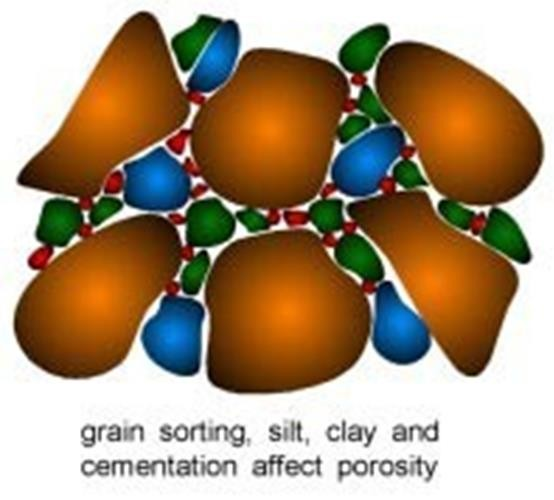 grain sorting, silt, clay and
cementation affect porosity